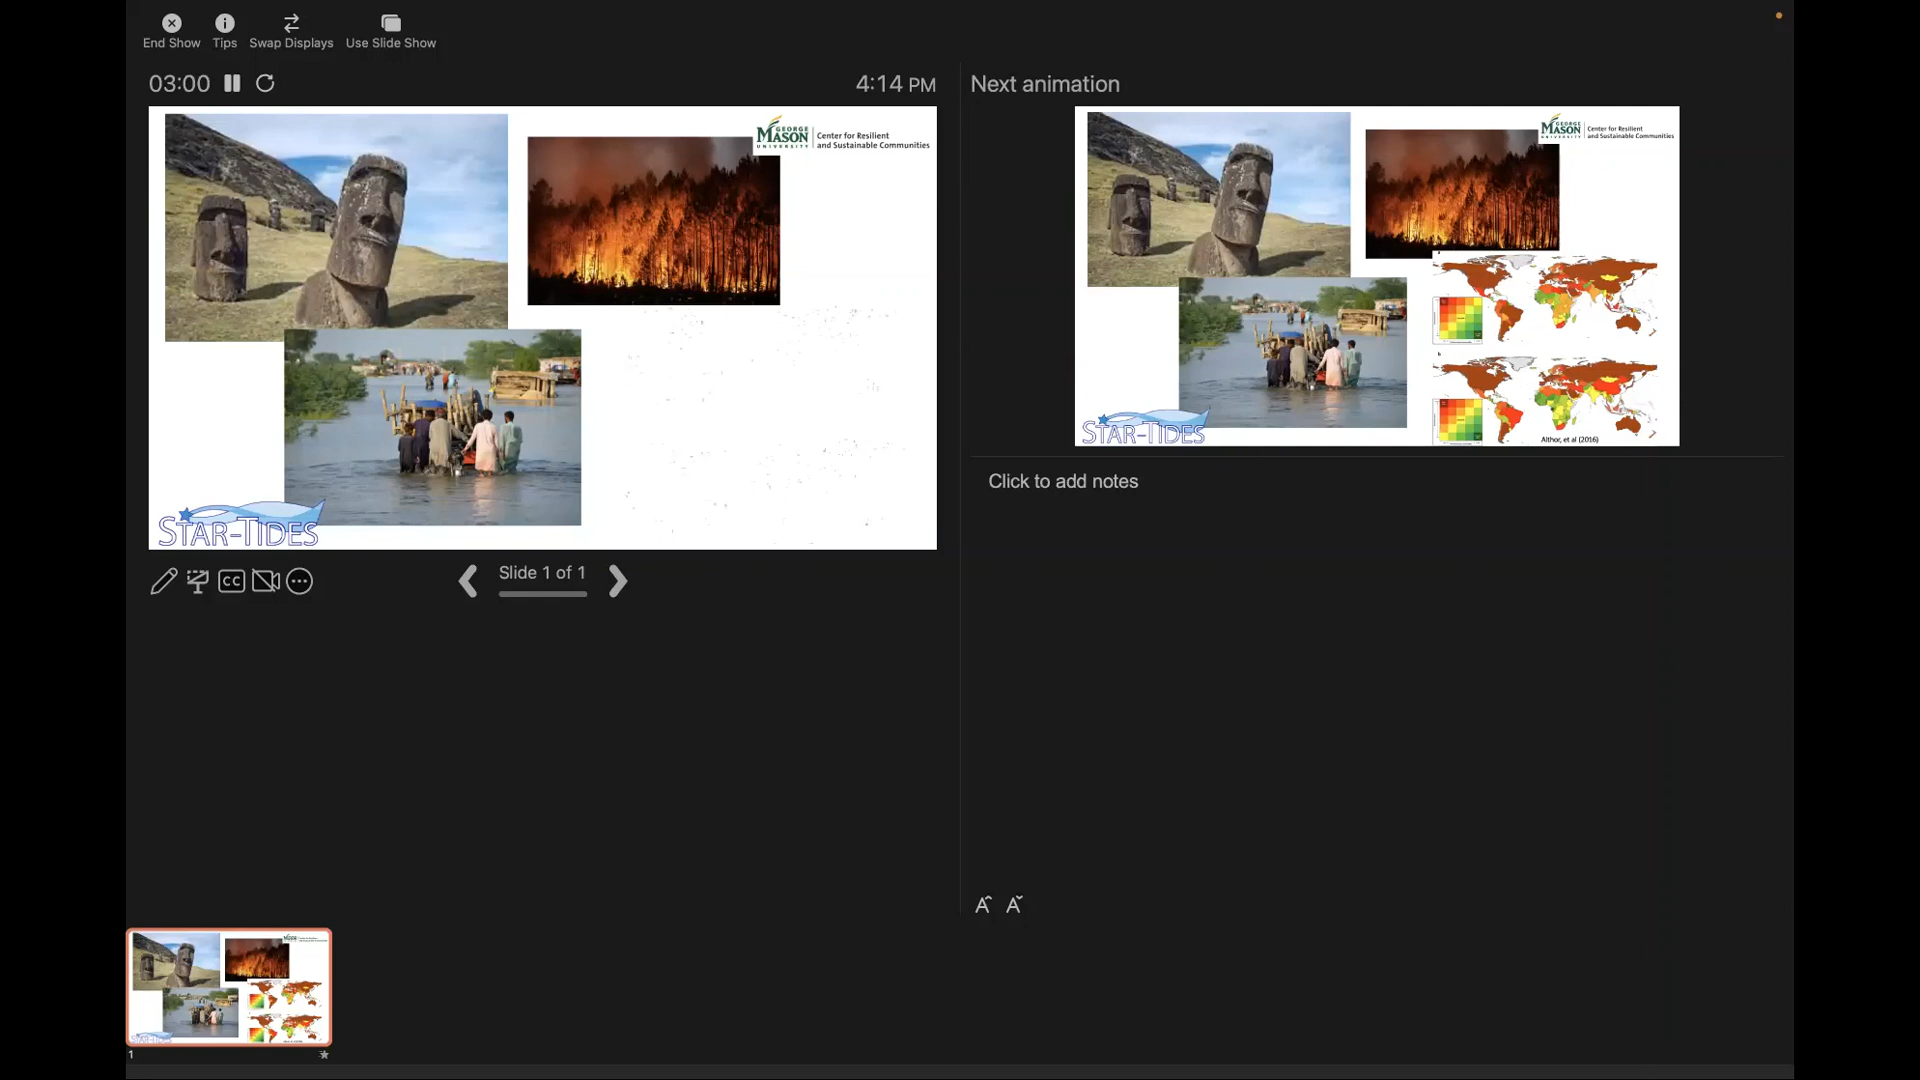 End Show
Tips
Swap Displays
Use Slide Show
03:00
4:14 PM
Next animation
GEORGE
MASON
UNIVERSITY
Center for Resilient
and Sustainable Communities
STAR-TIDES
GEORGE
MASON
UNIVERSITY
Center for Resilient
and Sustainable Communities
Althor, et al (2016)
STAR-TIDES
CC
Slide 1 of 1
Click to add notes
A A
1